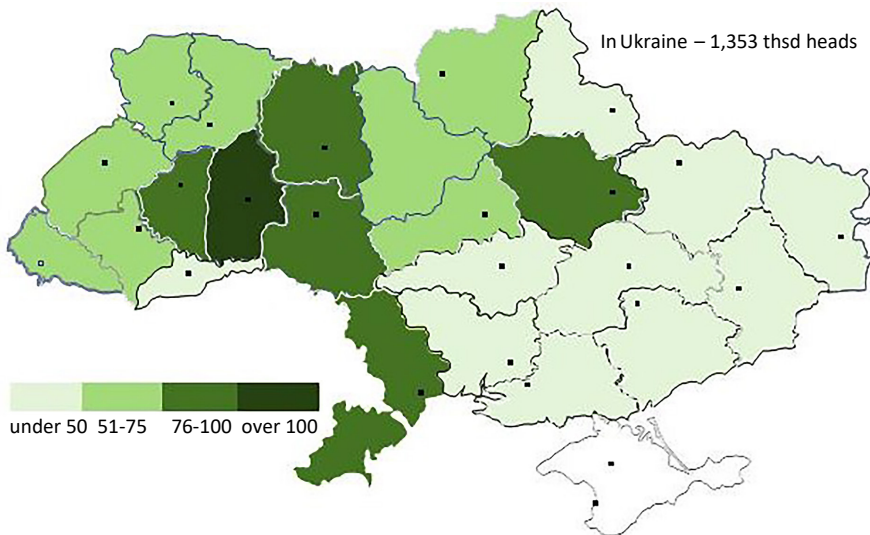 In Ukraine – 1,353 thsd heads
under 50 51-75 76-100 over 100